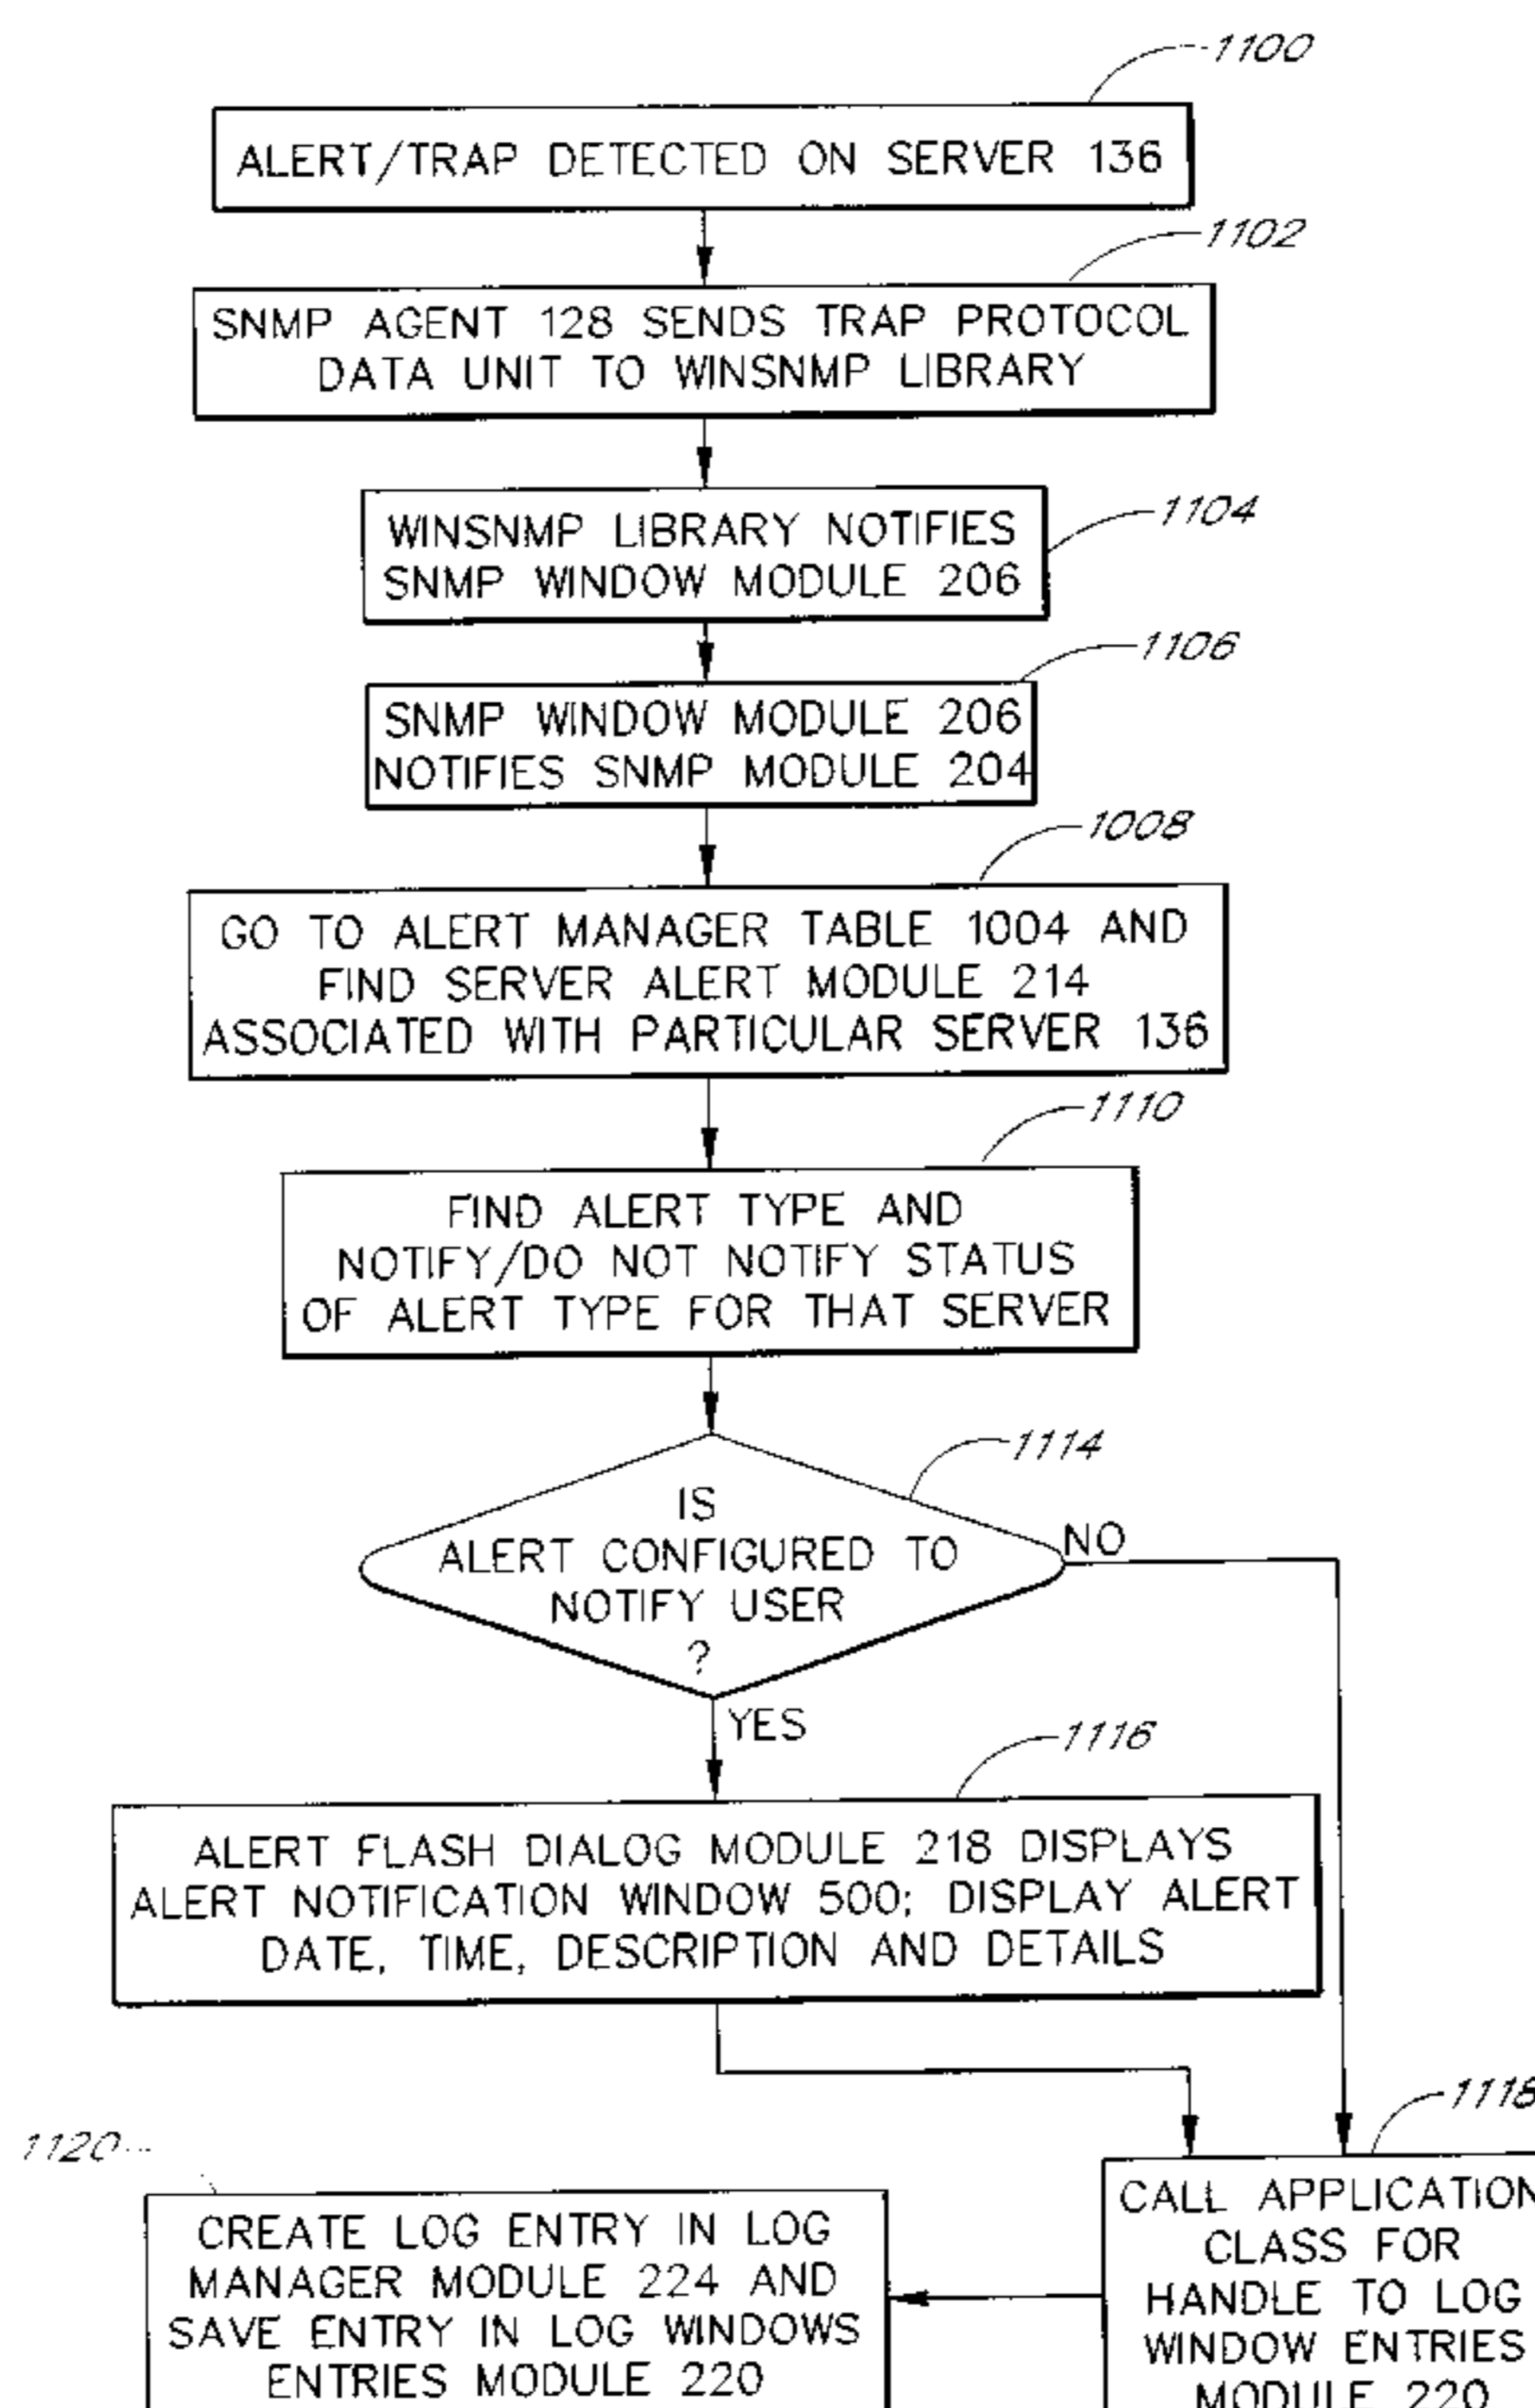 1100
ALERT/TRAP DETECTED ON SERVER 136
1102
SNMP AGENT 128 SENDS TRAP PROTOCOL
DATA UNIT TO WINSNMP LIBRARY
1104
WINSNMP LIBRARY NOTIFIES
SNMP WINDOW MODULE 206
1106
SNMP WINDOW MODULE 206
NOTIFIES SNMP MODULE 204
1008
GO TO ALERT MANAGER TABLE 1004 AND
FIND SERVER ALERT MODULE 214
ASSOCIATED WITH PARTICULAR SERVER 136
1110
FIND ALERT TYPE AND
NOTIFY/DO NOT NOTIFY STATUS
OF ALERT TYPE FOR THAT SERVER
1114
IS
ALERT CONFIGURED TO
NOTIFY USER
?
NO
YES
1116
ALERT FLASH DIALOG MODULE 218 DISPLAYS
ALERT NOTIFICATION WINDOW 500; DISPLAY ALERT
DATE, TIME, DESCRIPTION AND DETAILS
1118
CALL APPLICATION
CLASS FOR
HANDLE TO LOG
WINDOW ENTRIES
MODULE 220
1120
CREATE LOG ENTRY IN LOG
MANAGER MODULE 224 AND
SAVE ENTRY IN LOG WINDOWS
ENTRIES MODULE 220